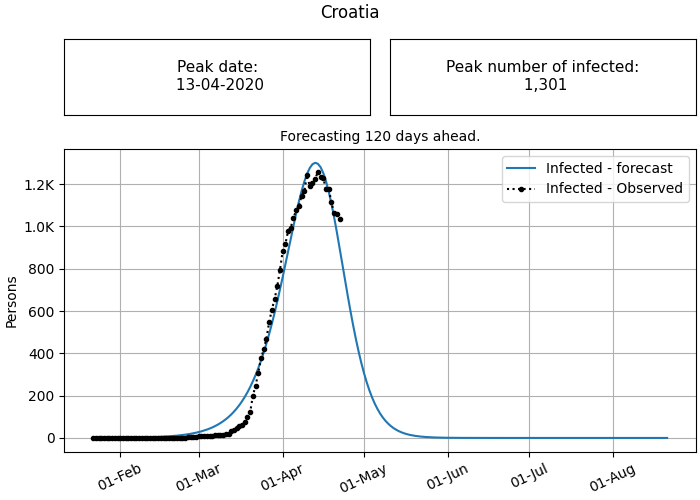 Croatia
Peak date:
13-04-2020
Peak number of infected:
1,301
Forecasting 120 days ahead.
Infected - forecast
Infected - Observed
1.2K
1.0K
800
600
400
200
0
Persons
01-Feb
01-Mar
01-Apr
01-May
01-Jun
01-Jul
01-Aug